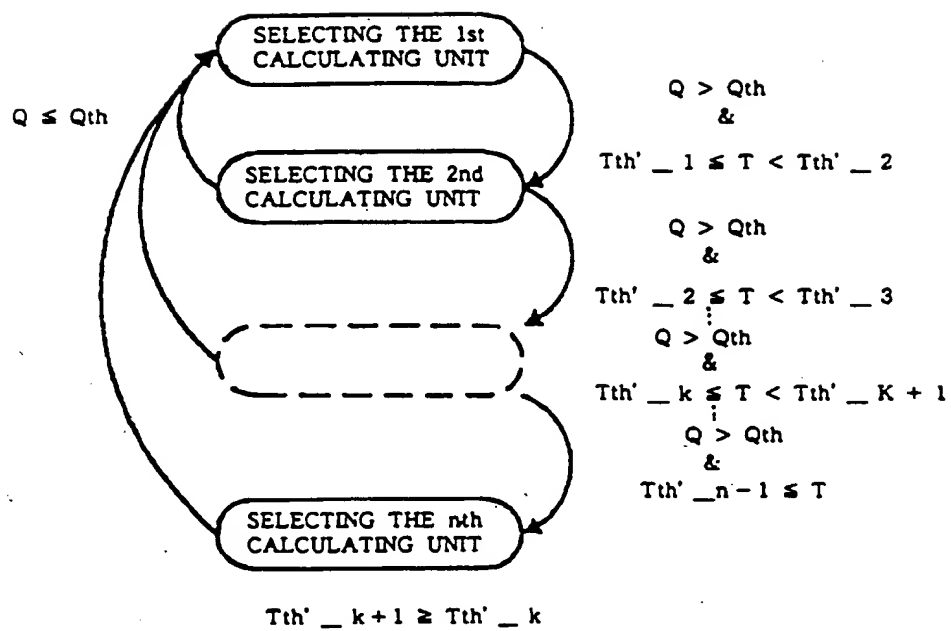 SELECTING THE 1st
CALCULATING UNIT
Q ≤ Qth
Q > Qth
&
Tth' _ 1 ≦ T < Tth' _ 2
SELECTING THE 2nd
CALCULATING UNIT
Q > Qth
&
Tth' _ 2 ≦ T < Tth' _ 3
Q > Qth
&
Tth' _ k ≦ T < Tth' _ K + 1
Q > Qth
&
Tth' _n - 1 ≦ T
SELECTING THE nth
CALCULATING UNIT
Tth' _ k + 1 ≥ Tth' _ k